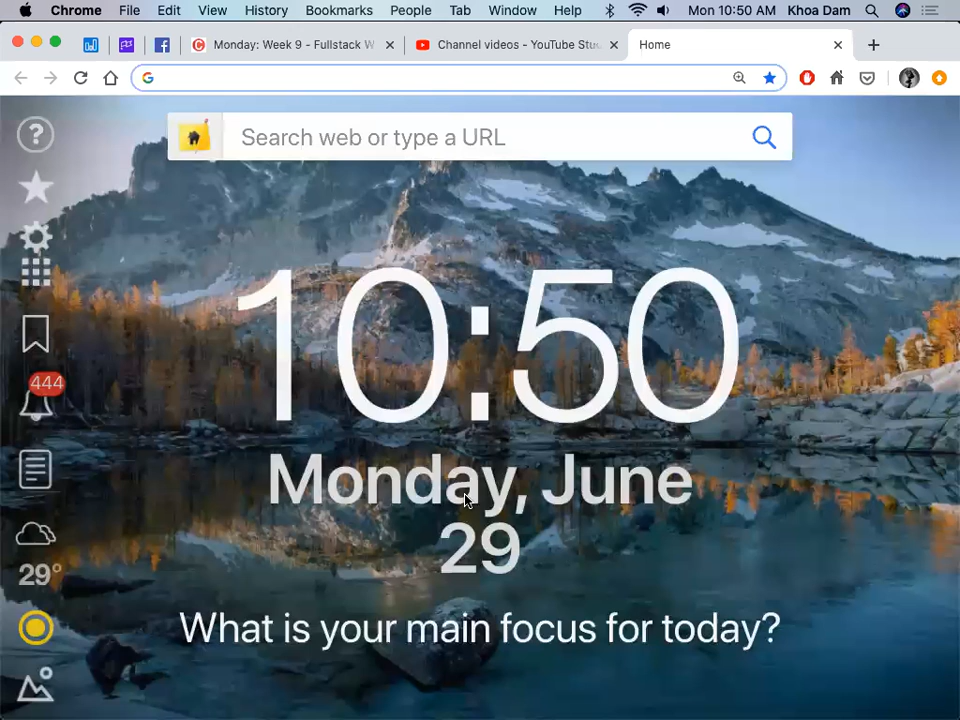 Chrome File Edit View History Bookmarks People Tab Window Help Mon 10:50 AM Khoa Dam
Monday: Week 9 - Fullstack W
Channel videos - YouTube Stu
Home
Search web or type a URL
444
29°
10:50
Monday, June
29
What is your main focus for today?